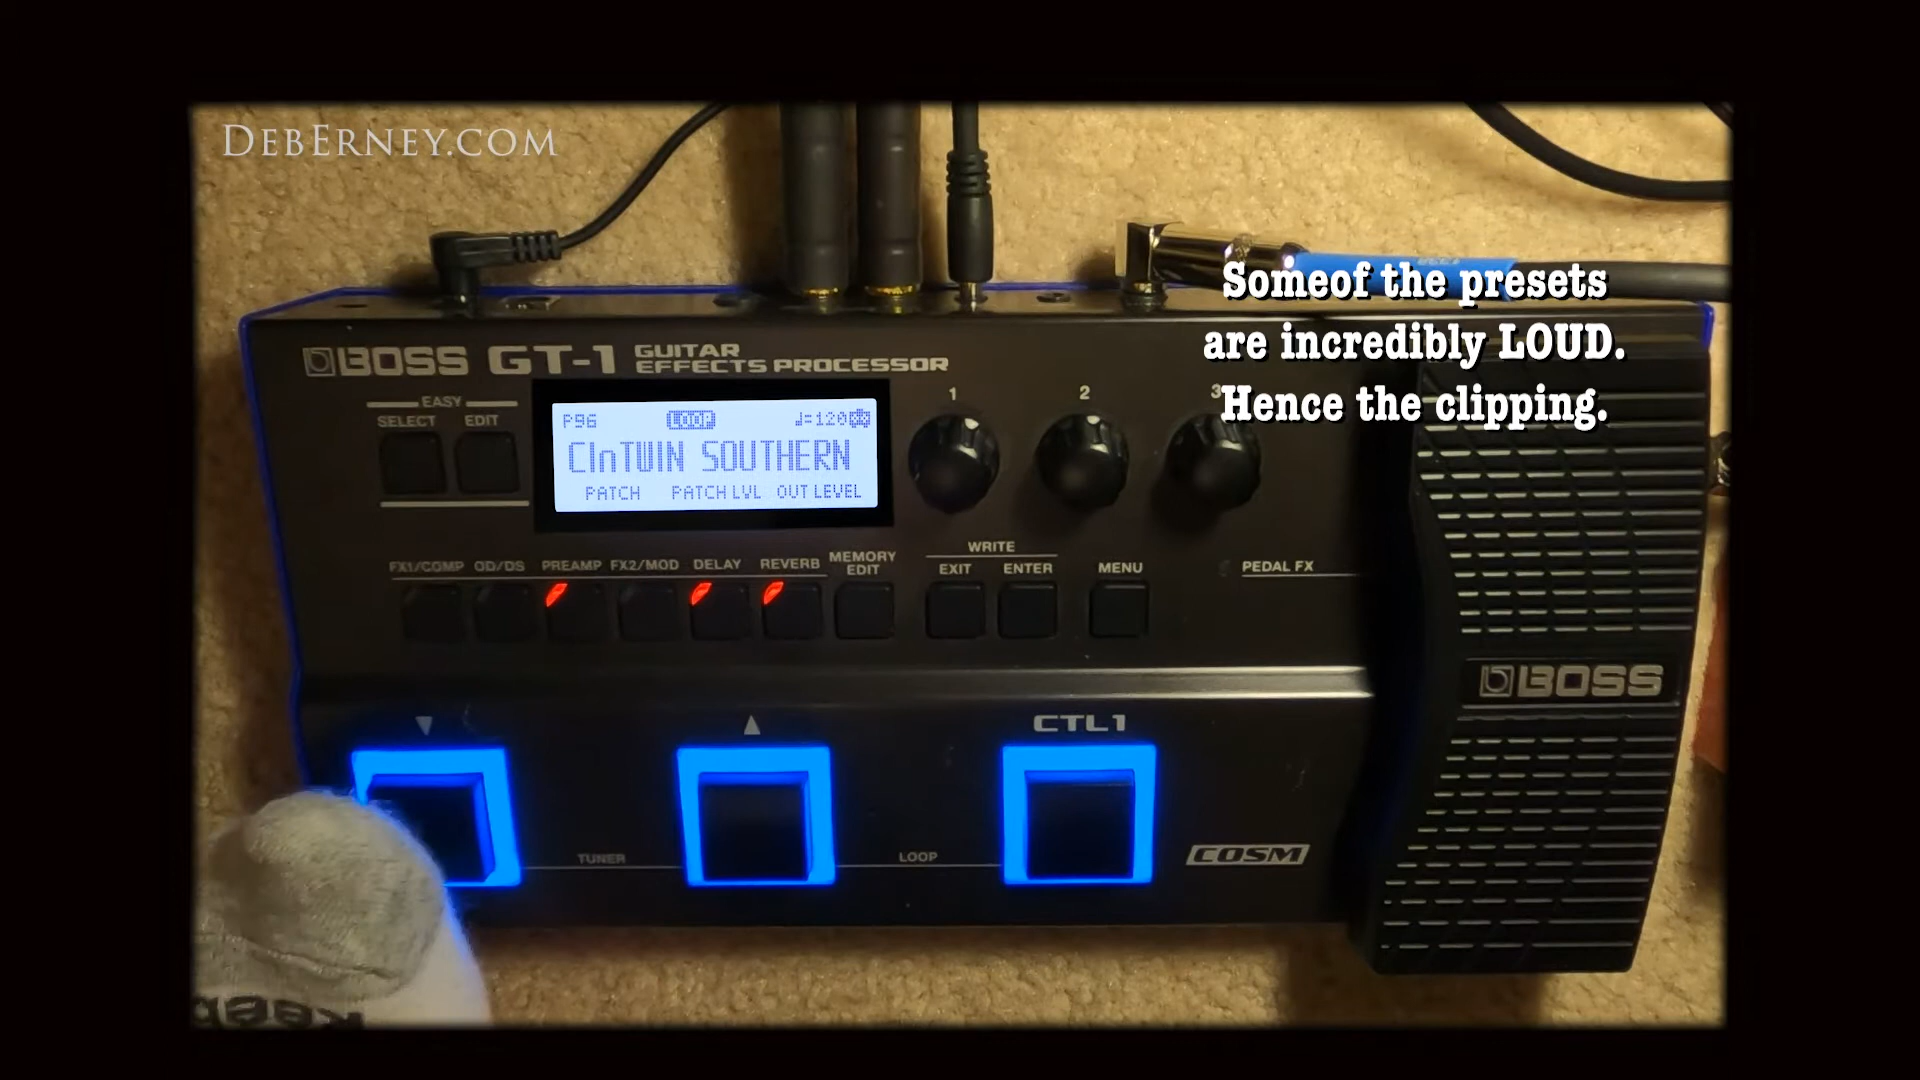 DEBERNEY.COM
Someof the presets
are incredibly LOUD.
Hence the clipping.
BOSS GT-1 GUITAR EFFECTS PROCESSOR
EASY
SELECT EDIT
P96 LOOP ♩=120
ClnTWIN SOUTHERN
PATCH PATCH LVL OUT LEVEL
1 2 3
FX1/COMP OD/DS PREAMP FX2/MOD DELAY REVERB MEMORY EDIT
WRITE
EXIT ENTER MENU
PEDAL FX
BOSS
▼ ▲ CTL1
TUNER LOOP
COSM
Keep